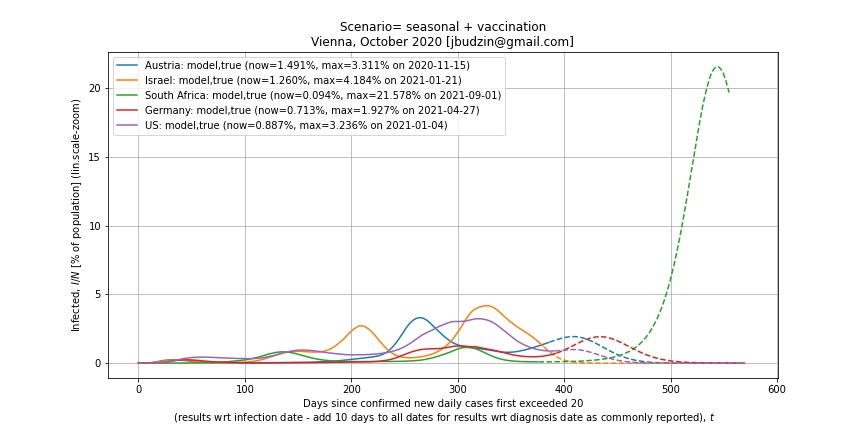 Scenario= seasonal + vaccination
Vienna, October 2020 [jbudzin@gmail.com]
Austria: model,true (now=1.491%, max=3.311% on 2020-11-15)
Israel: model,true (now=1.260%, max=4.184% on 2021-01-21)
South Africa: model,true (now=0.094%, max=21.578% on 2021-09-01)
Germany: model,true (now=0.713%, max=1.927% on 2021-04-27)
US: model,true (now=0.887%, max=3.236% on 2021-01-04)
Infected, I/N [% of population] (lin.scale-zoom)
20
15
10
5
0
0 100 200 300 400 500 600
Days since confirmed new daily cases first exceeded 20
(results wrt infection date - add 10 days to all dates for results wrt diagnosis date as commonly reported), t